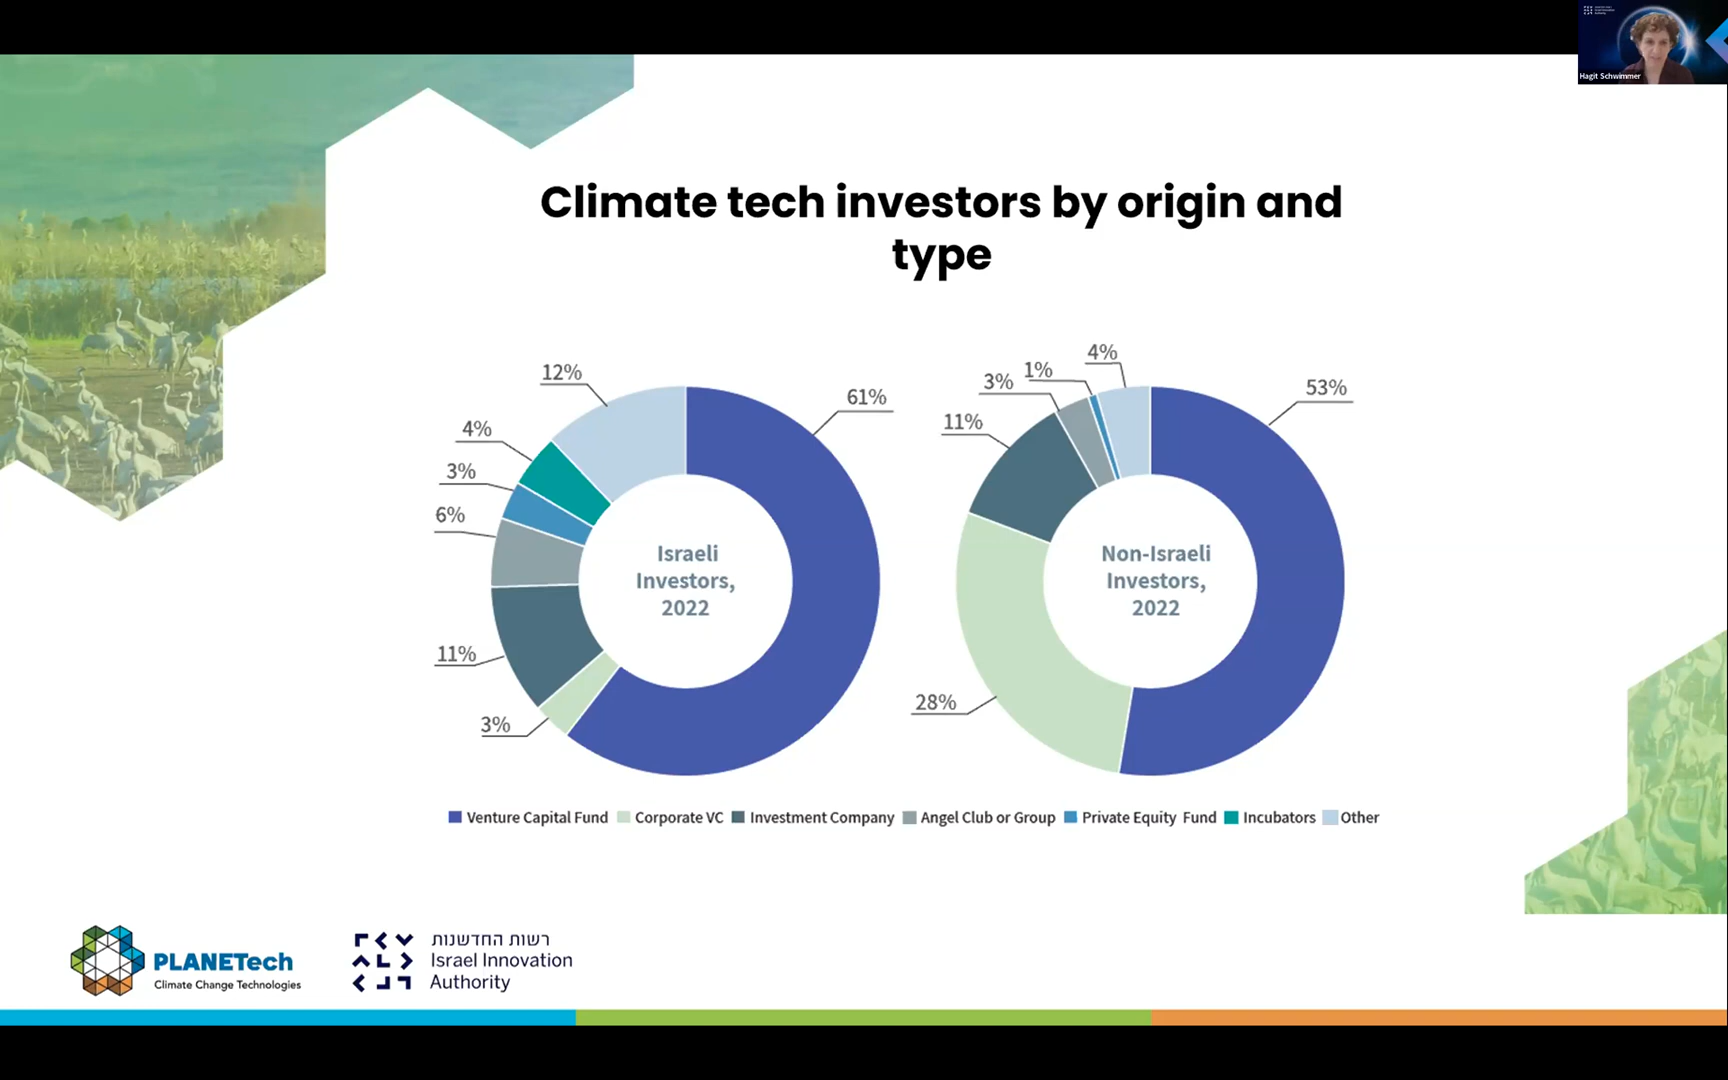 Hagit Schwimmer
Climate tech investors by origin and
type
12%
61%
4%
3%
6%
11%
3%
Israeli
Investors,
2022
4%
1%
3%
53%
11%
28%
Non-Israeli
Investors,
2022
Venture Capital Fund Corporate VC Investment Company Angel Club or Group Private Equity Fund Incubators Other
PLANETech
Climate Change Technologies
רשות החדשנות
Israel Innovation
Authority